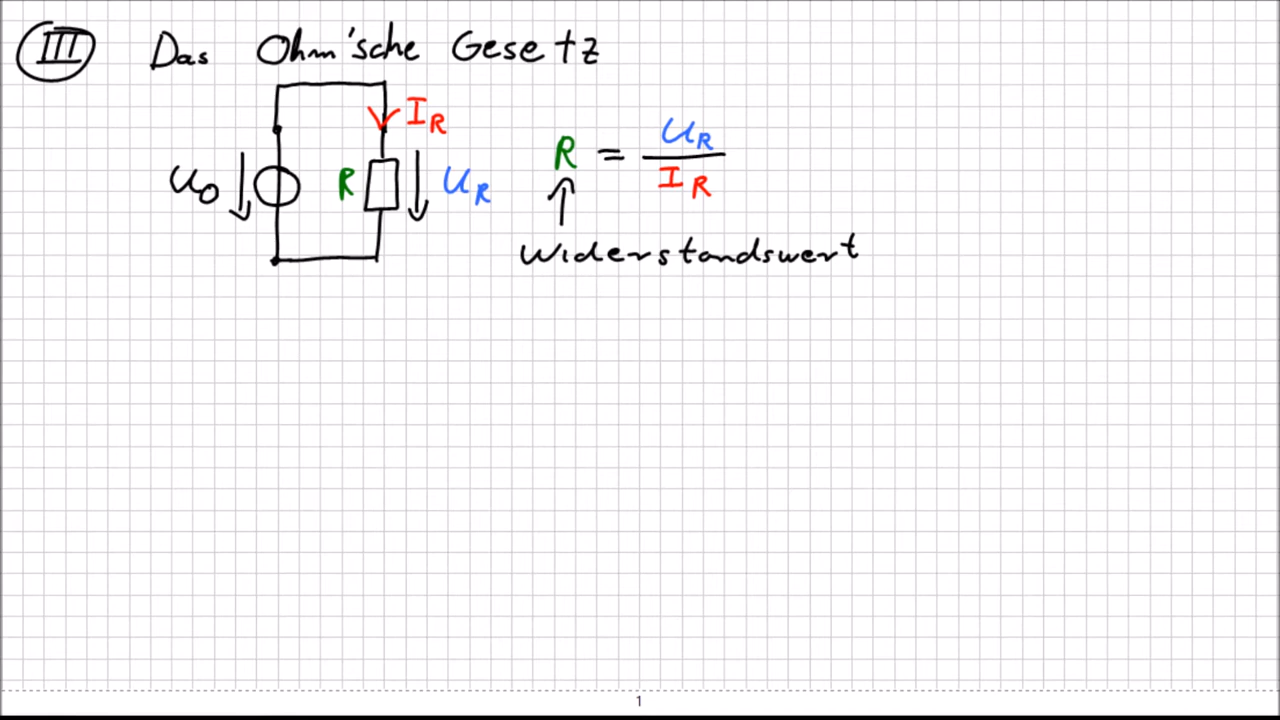 III Das Ohm'sche Gesetz
I_R
U_0 R U_R
R = U_R / I_R
Widerstandswert
1